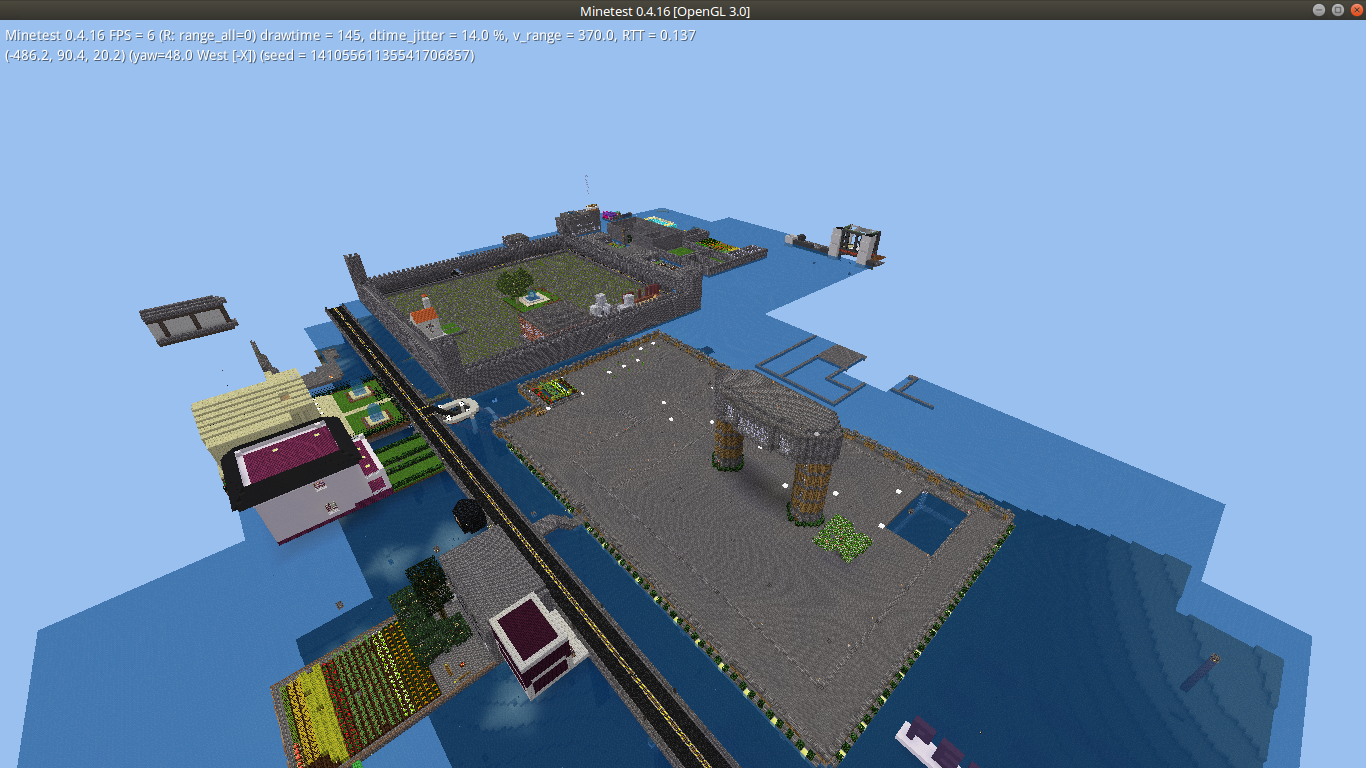 Minetest 0.4.16 [OpenGL 3.0]
Minetest 0.4.16 FPS = 6 (R: range_all=0) drawtime = 145, dtime_jitter = 14.0 %, v_range = 370.0, RTT = 0.137
(-486.2, 90.4, 20.2) (yaw=48.0 West [-X]) (seed = 14105561135541706857)